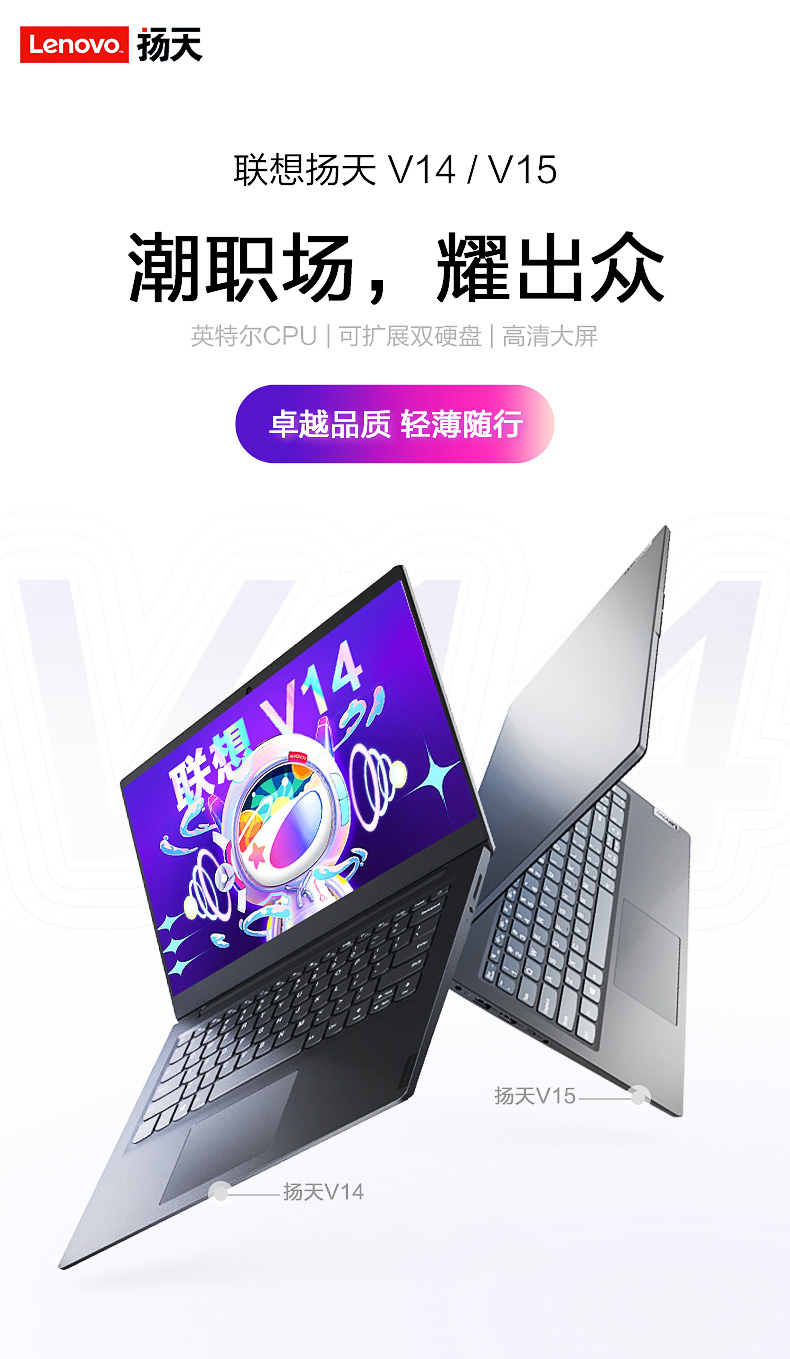 Lenovo 扬天
联想扬天 V14 / V15
潮职场，耀出众
英特尔CPU | 可扩展双硬盘 | 高清大屏
卓越品质 轻薄随行
V14
联想 V14
扬天V15
扬天V14